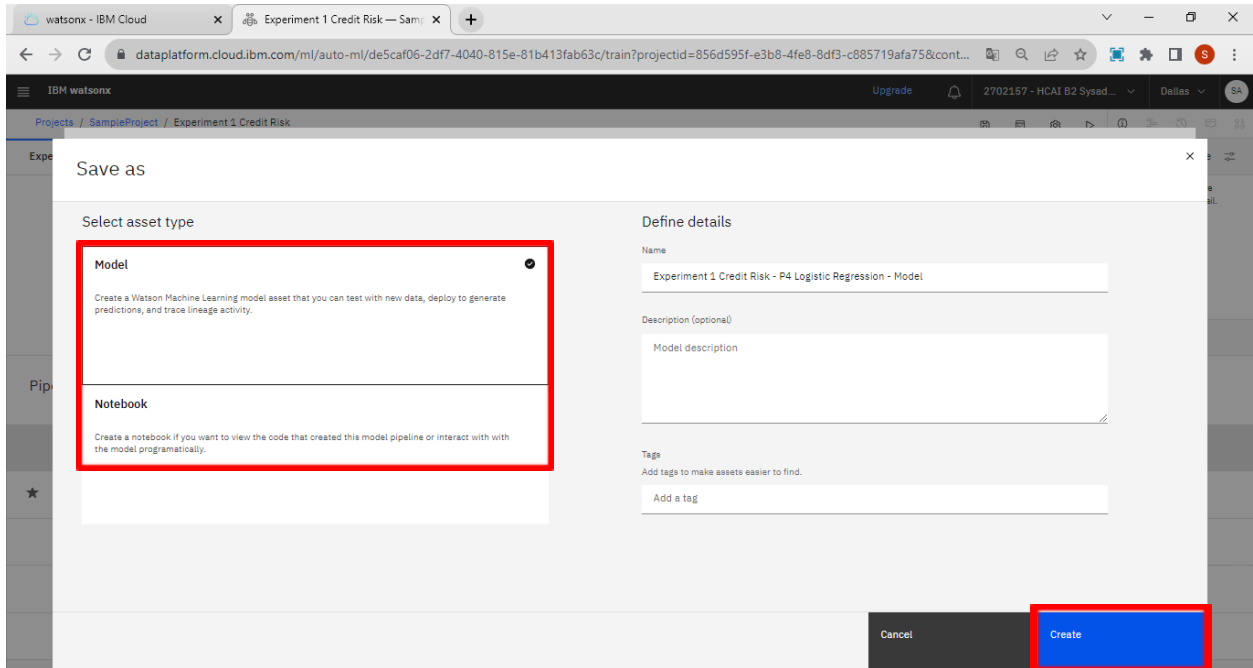 watsonx - IBM Cloud
Experiment 1 Credit Risk — Samp
dataplatform.cloud.ibm.com/ml/auto-ml/de5caf06-2df7-4040-815e-81b413fab63c/train?projectid=856d595f-e3b8-4fe8-8df3-c885719afa75&cont...
S
IBM watsonx
Upgrade
2702157 - HCAI B2 Sysad...
Dallas
SA
Projects / SampleProject / Experiment 1 Credit Risk
Expe
Save as
Select asset type
Model
Create a Watson Machine Learning model asset that you can test with new data, deploy to generate
predictions, and trace lineage activity.
Notebook
Create a notebook if you want to view the code that created this model pipeline or interact with with
the model programatically.
Define details
Name
Experiment 1 Credit Risk - P4 Logistic Regression - Model
Description (optional)
Model description
Tags
Add tags to make assets easier to find.
Add a tag
Pip
Cancel
Create